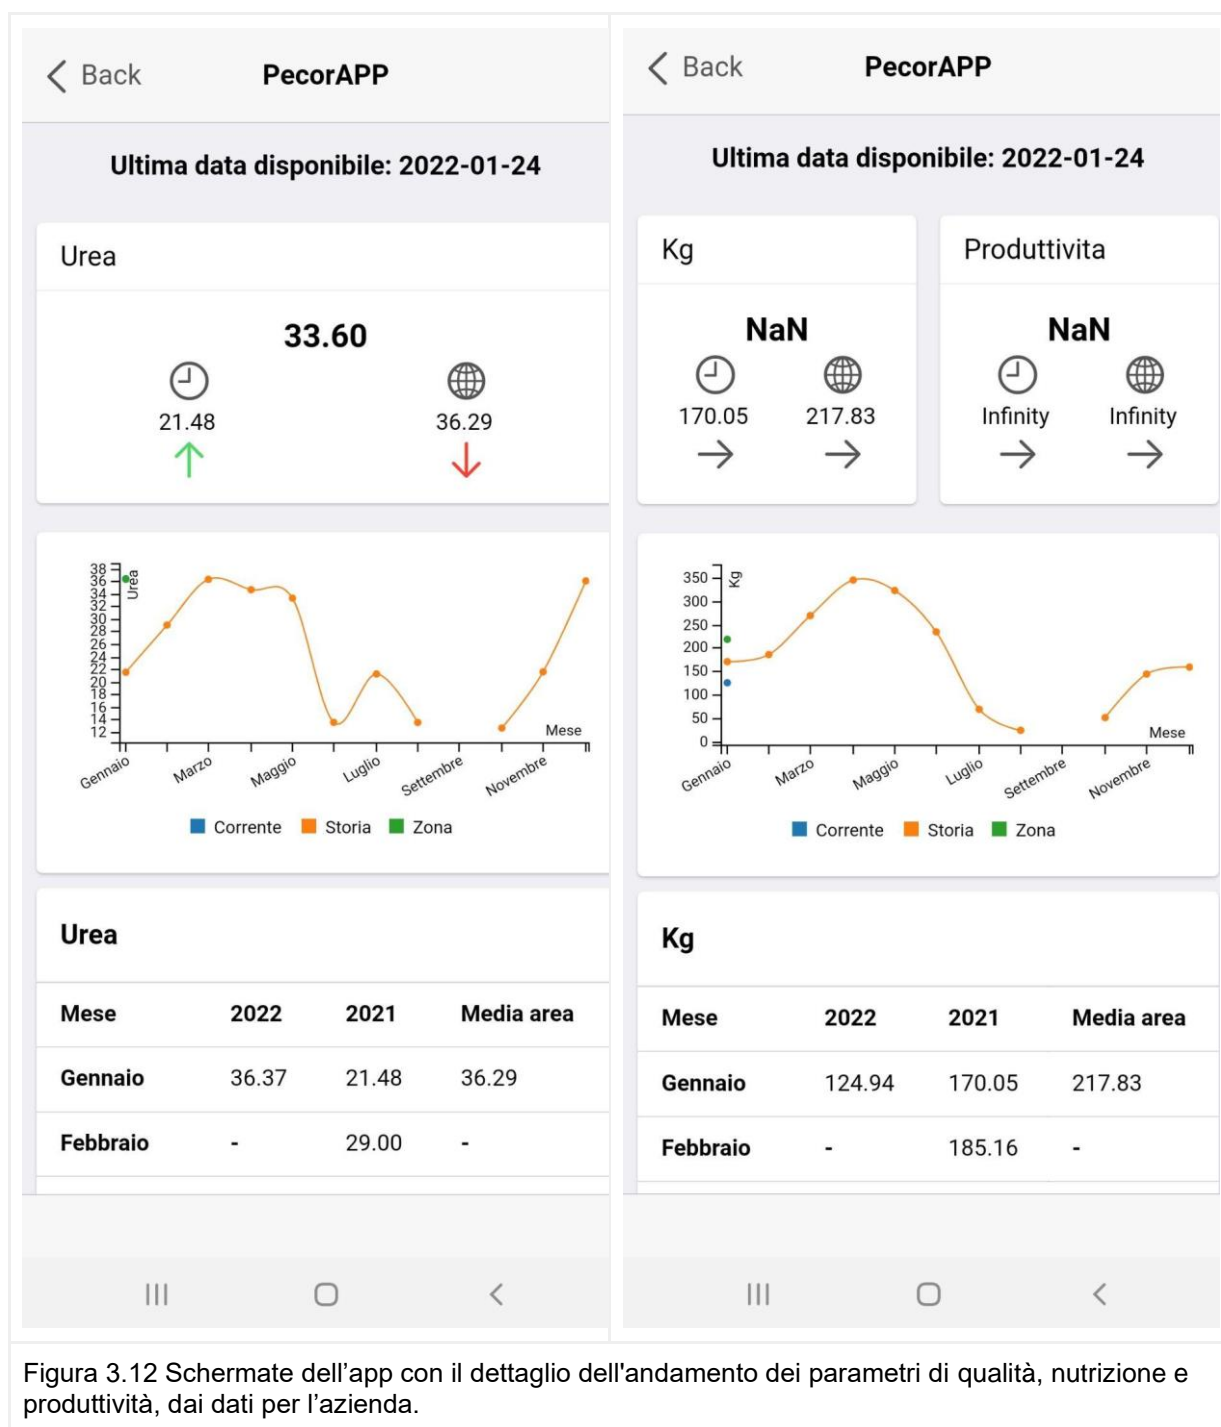 Back PecorAPP
Ultima data disponibile: 2022-01-24
Urea
33.60
21.48 36.29
38
36
34
32
30
28
26
24
22
20
18
16
14
12
Urea
Mese
Gennaio Marzo Maggio Luglio Settembre Novembre
Corrente Storia Zona
Urea
Mese 2022 2021 Media area
Gennaio 36.37 21.48 36.29
Febbraio - 29.00 -
Back PecorAPP
Ultima data disponibile: 2022-01-24
Kg
NaN
170.05 217.83
Produttivita
NaN
Infinity Infinity
350
300
250
200
150
100
50
0
Kg
Mese
Gennaio Marzo Maggio Luglio Settembre Novembre
Corrente Storia Zona
Kg
Mese 2022 2021 Media area
Gennaio 124.94 170.05 217.83
Febbraio - 185.16 -
Figura 3.12 Schermate dell’app con il dettaglio dell'andamento dei parametri di qualità, nutrizione e
produttività, dai dati per l’azienda.